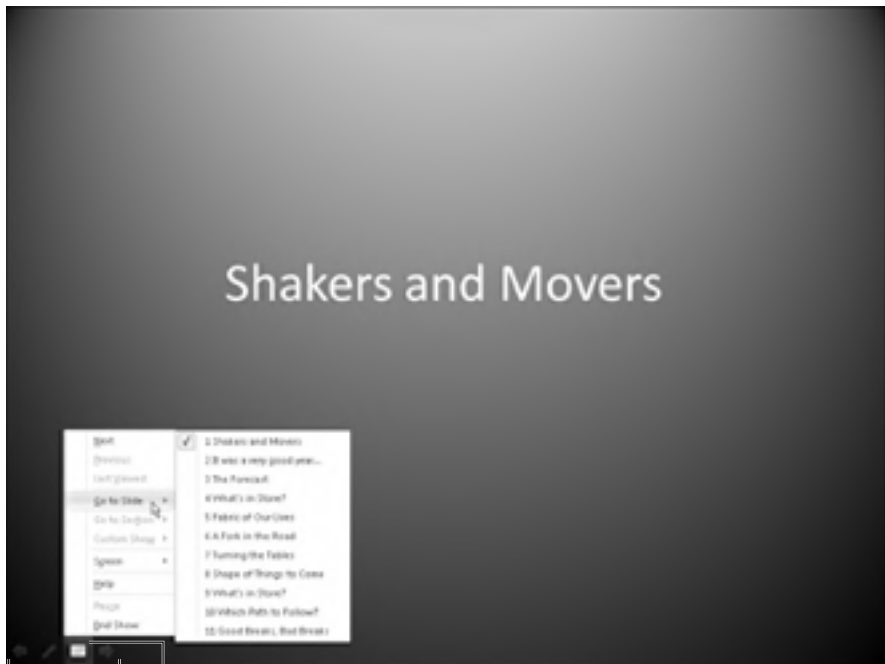 Shakers and Movers
Next
Previous
Last Viewed
Go to Slide
Go to Section
Custom Show
Screen
Help
Pause
End Show
✓ 1 Shakers and Movers
2 It was a very good year...
3 The Forecast
4 What's in Store?
5 Fabric of Our Lives
6 A Fork in the Road
7 Turning the Tables
8 Shape of Things to Come
9 What's in Store?
10 Which Path to Follow?
11 Good Breaks, Bad Breaks